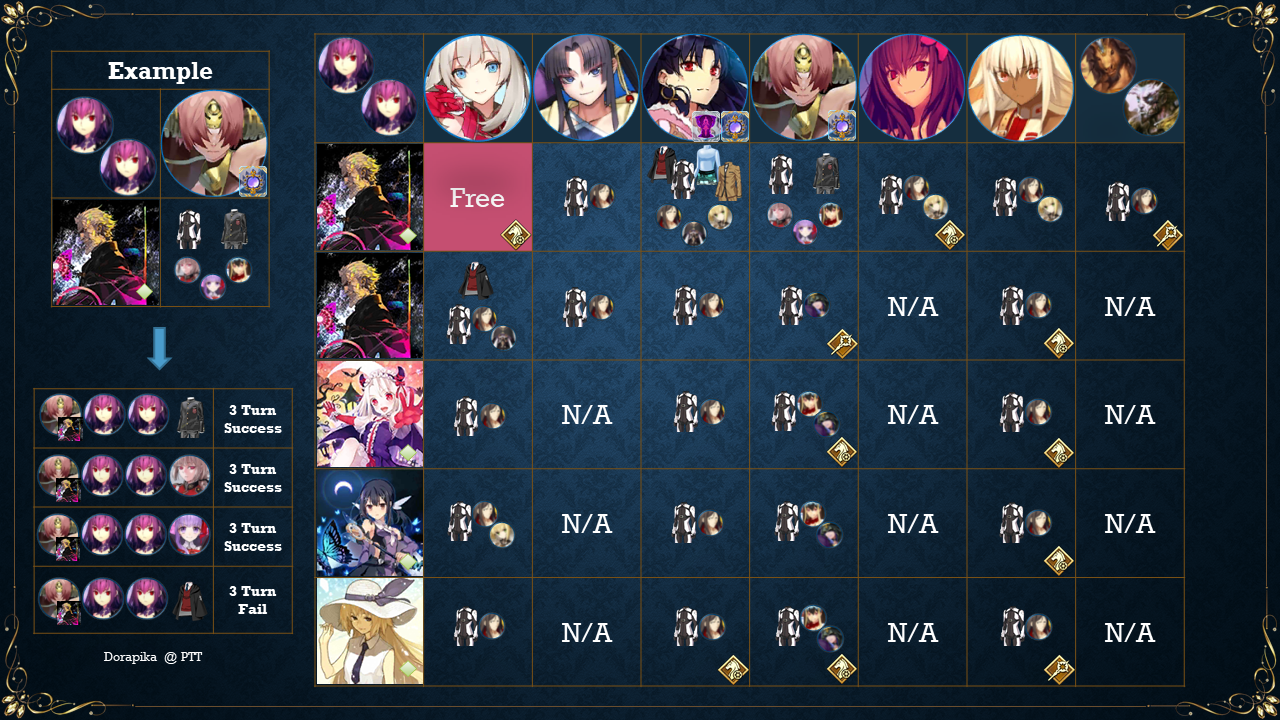 Example
3 Turn
Success
3 Turn
Success
3 Turn
Success
3 Turn
Fail
Dorapika @ PTT
Free
N/A
N/A
N/A
N/A
N/A
N/A
N/A
N/A
N/A
N/A
N/A